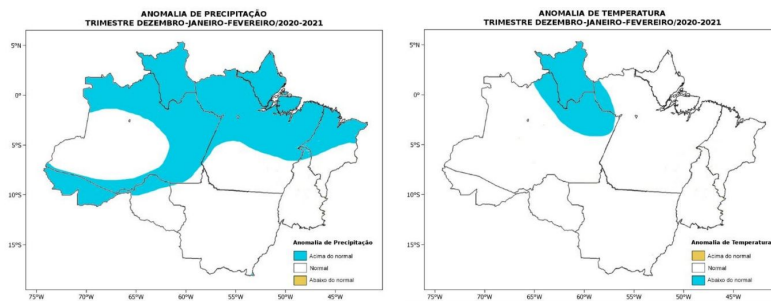 ANOMALIA DE PRECIPITAÇÃO
TRIMESTRE DEZEMBRO-JANEIRO-FEVEREIRO/2020-2021
5°N
0°
5°S
10°S
15°S
75°W 70°W 65°W 60°W 55°W 50°W 45°W
Anomalia de Precipitação
Acima do normal
Normal
Abaixo do normal
ANOMALIA DE TEMPERATURA
TRIMESTRE DEZEMBRO-JANEIRO-FEVEREIRO/2020-2021
5°N
0°
5°S
10°S
15°S
75°W 70°W 65°W 60°W 55°W 50°W 45°W
Anomalia de Temperatura
Acima do normal
Normal
Abaixo do normal